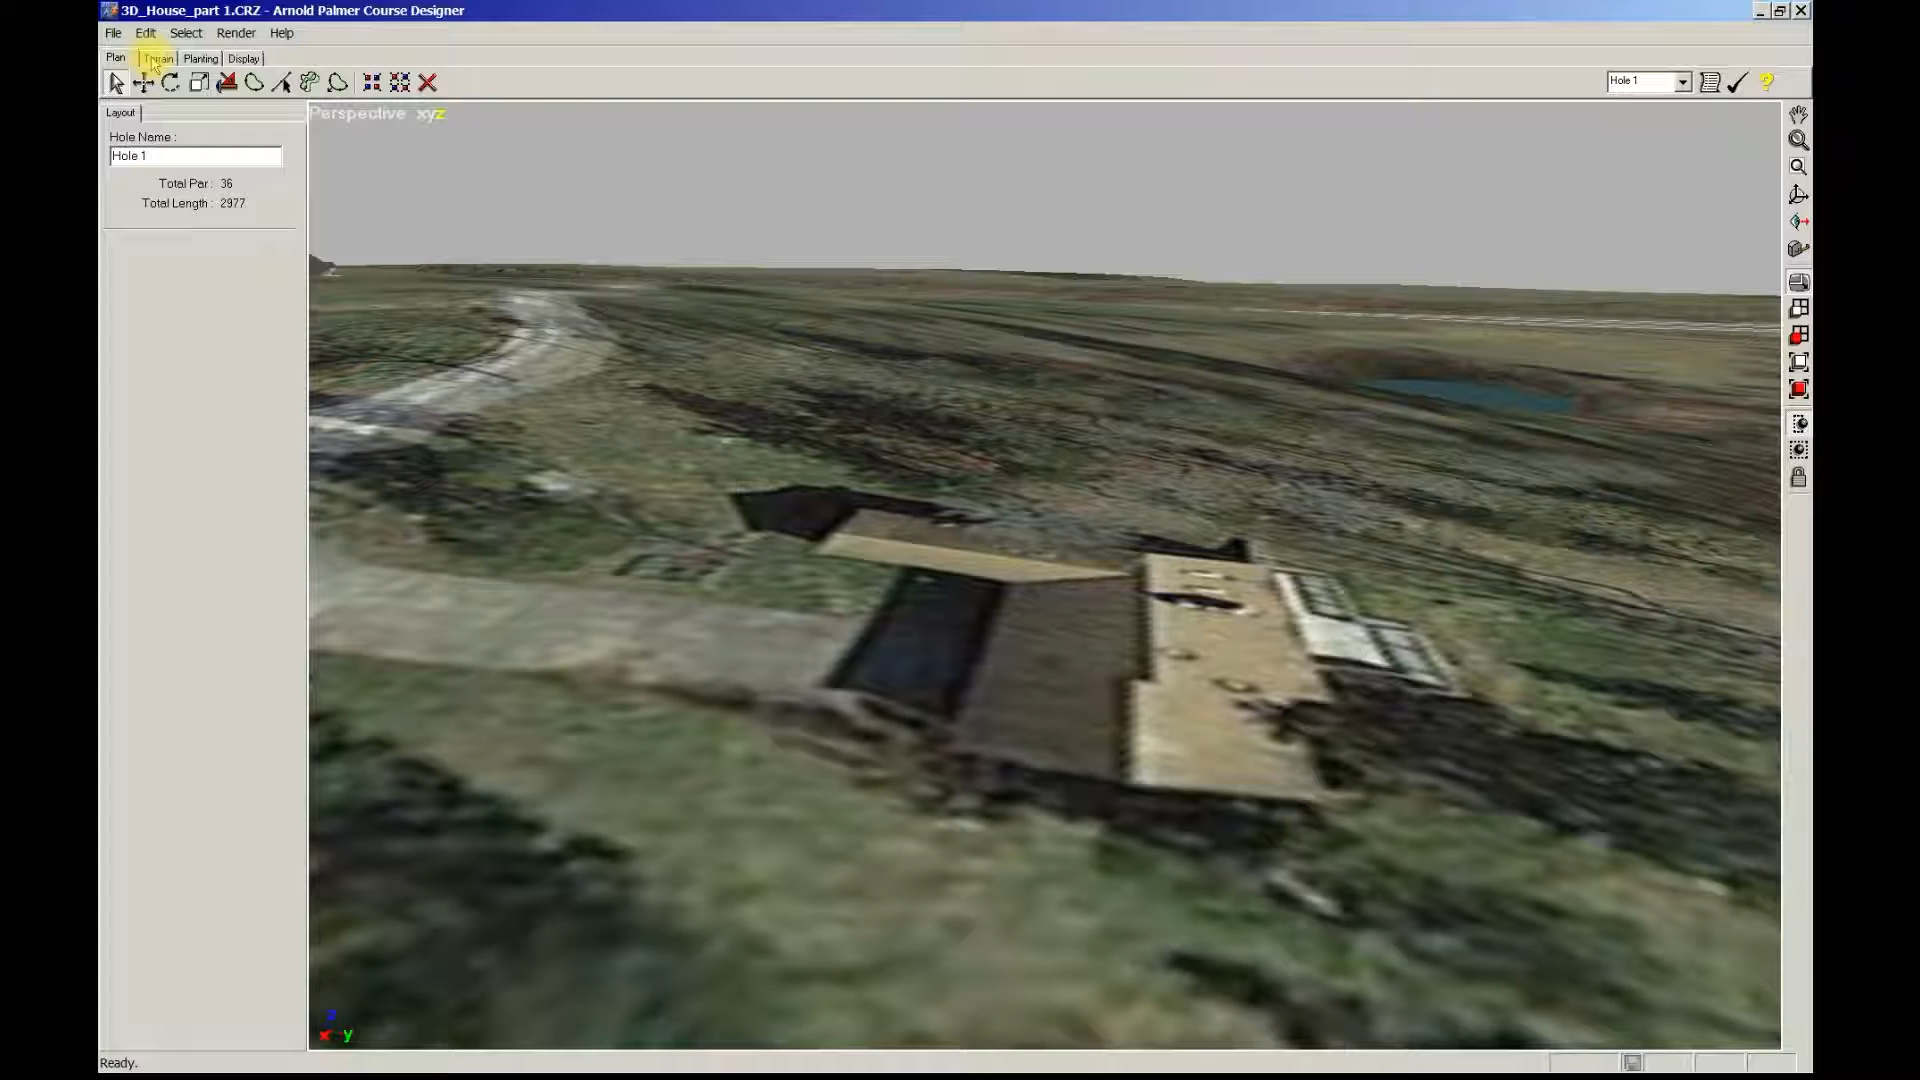 3D_House_part 1.CRZ - Arnold Palmer Course Designer
File Edit Select Render Help
Plan Terrain Planting Display
Hole 1
Layout
Hole Name :
Hole 1
Total Par : 36
Total Length : 2977
Perspective xyz
z
x y
Ready.